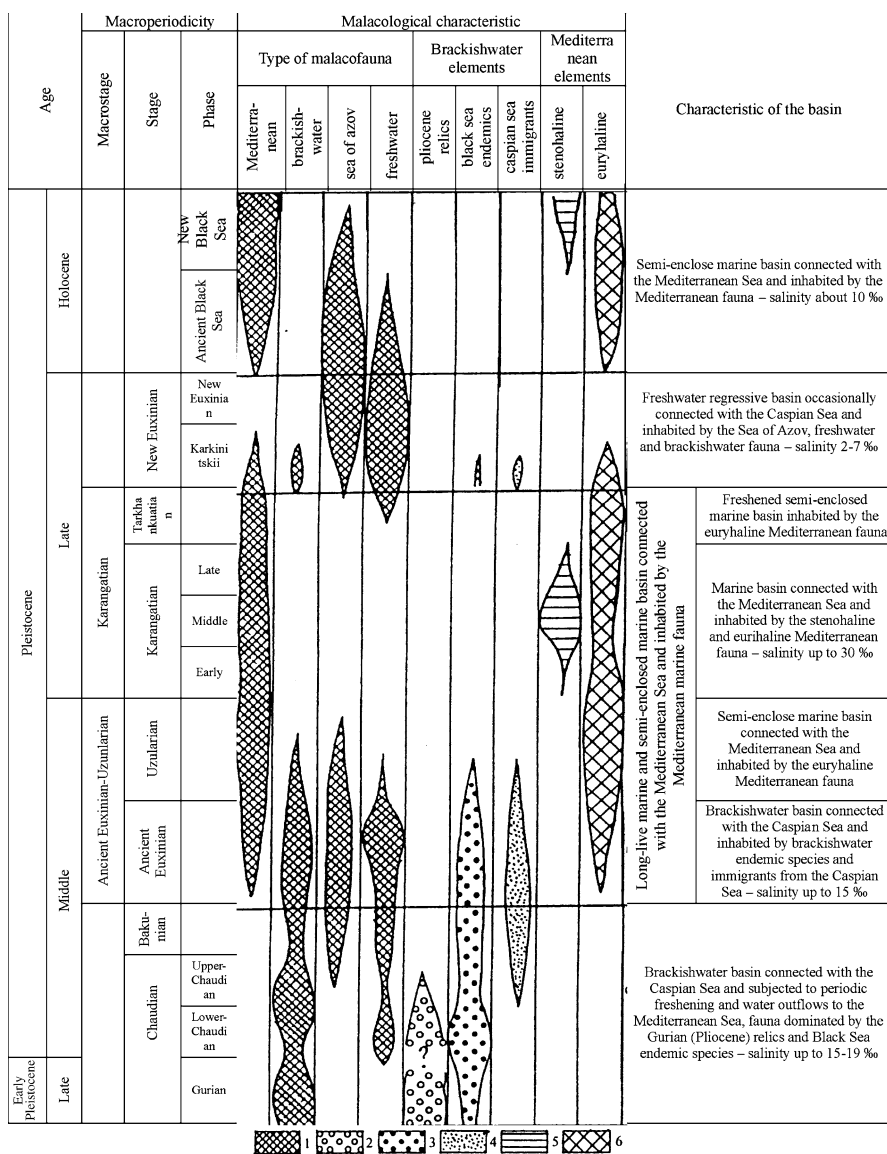 Macroperiodicity
Malacological characteristic
Type of malacofauna
Brackishwater
elements
Mediterra
nean
elements
Age
Macrostage
Stage
Phase
Mediterra-
nean
brackish-
water
sea of azov
freshwater
pliocene
relics
black sea
endemics
caspian sea
immigrants
stenohaline
euryhaline
Characteristic of the basin
Holocene
New
Black Sea
Ancient Black
Sea
Semi-enclose marine basin connected with
the Mediterranean Sea and inhabited by the
Mediterranean fauna – salinity about 10 ‰
Pleistocene
Late
New Euxinian
New
Euxinia
n
Karkini
tskii
Freshwater regressive basin occasionally
connected with the Caspian Sea and
inhabited by the Sea of Azov, freshwater
and brackishwater fauna – salinity 2-7 ‰
Karangatian
Tarkha
nkuatia
n
Karangatian
Late
Middle
Early
Long-live marine and semi-enclosed marine basin connected
with the Mediterranean Sea and inhabited by the
Mediterranean marine fauna
Freshened semi-enclosed
marine basin inhabited by the
euryhaline Mediterranean fauna
Marine basin connected with
the Mediterranean Sea and
inhabited by the stenohaline
and eurihaline Mediterranean
fauna – salinity up to 30 ‰
Middle
Ancient Euxinian-Uzunlarian
Uzularian
Ancient
Euxinian
Semi-enclose marine basin
connected with the
Mediterranean Sea and
inhabited by the euryhaline
Mediterranean fauna
Brackishwater basin connected
with the Caspian Sea and
inhabited by brackishwater
endemic species and
immigrants from the Caspian
Sea – salinity up to 15 ‰
Chaudian
Baku-
nian
Upper-
Chaudi
an
Lower-
Chaudi
an
?
Brackishwater basin connected with the
Caspian Sea and subjected to periodic
freshening and water outflows to the
Mediterranean Sea, fauna dominated by the
Gurian (Pliocene) relics and Black Sea
endemic species – salinity up to 15-19 ‰
Early
Pleistocene
Late
Gurian
1 2 3 4 5 6